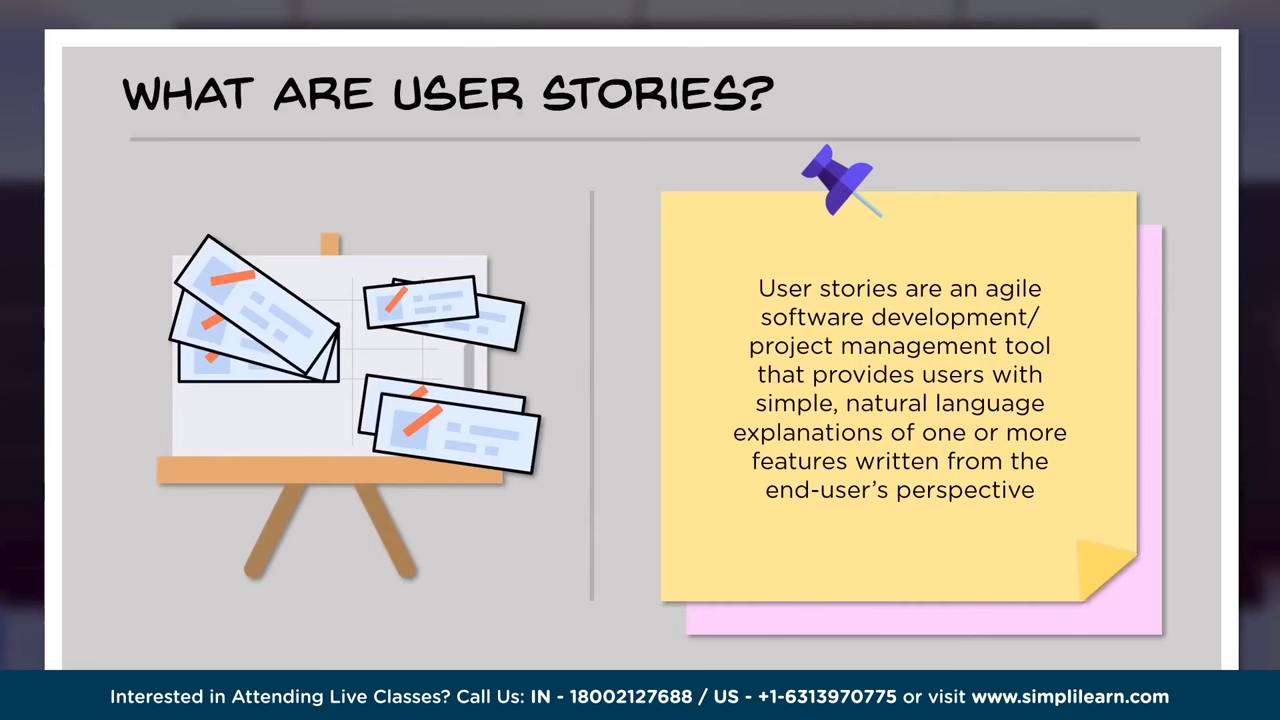 WHAT ARE USER STORIES?
User stories are an agile
software development/
project management tool
that provides users with
simple, natural language
explanations of one or more
features written from the
end-user’s perspective
Interested in Attending Live Classes? Call Us: IN - 18002127688 / US - +1-6313970775 or visit www.simplilearn.com